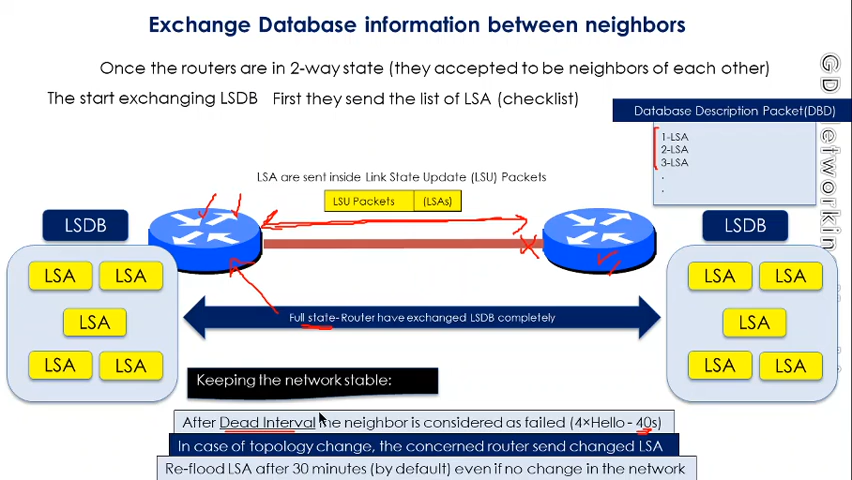 Exchange Database information between neighbors
Once the routers are in 2-way state (they accepted to be neighbors of each other)
The start exchanging LSDB First they send the list of LSA (checklist)
Database Description Packet(DBD)
1-LSA
2-LSA
3-LSA
.
.
LSA are sent inside Link State Update (LSU) Packets
LSU Packets (LSAs)
LSDB
LSDB
LSA LSA
LSA
LSA LSA
LSA LSA
LSA
LSA LSA
Full state- Router have exchanged LSDB completely
Keeping the network stable:
After Dead Interval the neighbor is considered as failed (4×Hello - 40s)
In case of topology change, the concerned router send changed LSA
Re-flood LSA after 30 minutes (by default) even if no change in the network